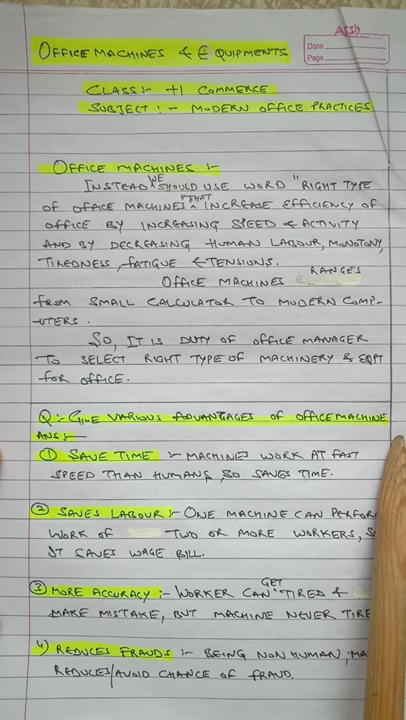 Arsh
OFFICE MACHINES & EQUIPMENTS
Date
Page
CLASS:- +1 COMMERCE
SUBJECT:- MODERN OFFICE PRACTICES
OFFICE MACHINES :-
INSTEAD WE SHOULD USE WORD "RIGHT TYPE
OF OFFICE MACHINES" THAT INCREASE EFFICIENCY OF
OFFICE BY INCREASING SPEED & ACTIVITY
AND BY DECREASING HUMAN LABOUR, MONOTONY,
TIREDNESS, FATIGUE & TENSIONS.
OFFICE MACHINES RANGES
FROM SMALL CALCULATOR TO MODERN COMP-
UTERS.
SO, IT IS DUTY OF OFFICE MANAGER
TO SELECT RIGHT TYPE OF MACHINERY & EQPT
FOR OFFICE.
Q:- GIVE VARIOUS ADVANTAGES OF OFFICE MACHINE
ANS:-
① SAVE TIME :- MACHINES WORK AT FAST
SPEED THAN HUMANS, SO SAVES TIME.
② SAVES LABOUR:- ONE MACHINE CAN PERFOR
WORK OF TWO OR MORE WORKERS, S
IT SAVES WAGE BILL.
③ MORE ACCURACY:- WORKER CAN GET TIRED &
MAKE MISTAKE, BUT MACHINE NEVER TIRE
4) REDUCES FRAUDS :- BEING NON HUMAN, MA
REDUCES/AVOID CHANCE OF FRAUD.